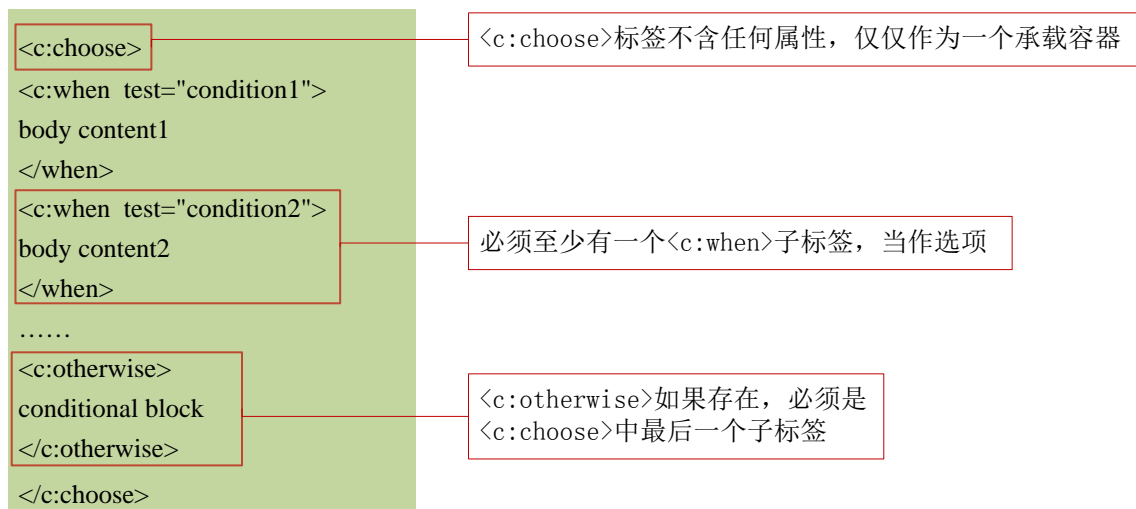 <c:choose>
<c:when  test="condition1">
body content1
</when>
<c:when  test="condition2">
body content2
</when>
……
<c:otherwise>
conditional block
</c:otherwise>
</c:choose>
<c:choose>标签不含任何属性，仅仅作为一个承载容器
必须至少有一个<c:when>子标签，当作选项
<c:otherwise>如果存在，必须是
<c:choose>中最后一个子标签